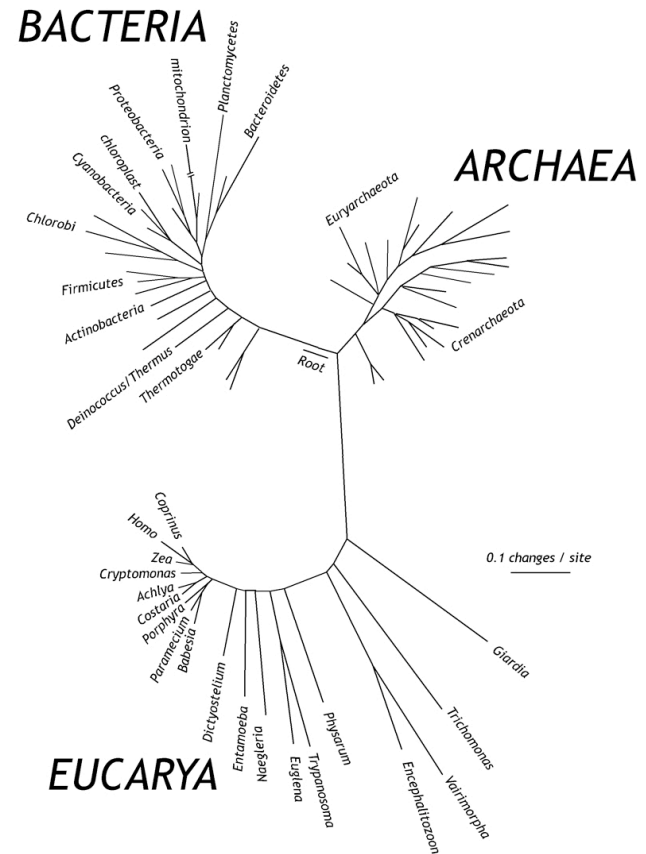 BACTERIA
Planctomycetes
mitochondrion
Bacteroidetes
Proteobacteria
chloroplast
Cyanobacteria
Chlorobi
Firmicutes
Actinobacteria
Deinococcus/Thermus
Thermotogae
Root
ARCHAEA
Euryarchaeota
Crenarchaeota
0.1 changes / site
Coprinus
Homo
Zea
Cryptomonas
Achlya
Costaria
Porphyra
Paramecium
Babesia
Dictyostelium
Entamoeba
Naegleria
Euglena
Trypanosoma
Physarum
Encephalitozoon
Vairimorpha
Trichomonas
Giardia
EUCARYA